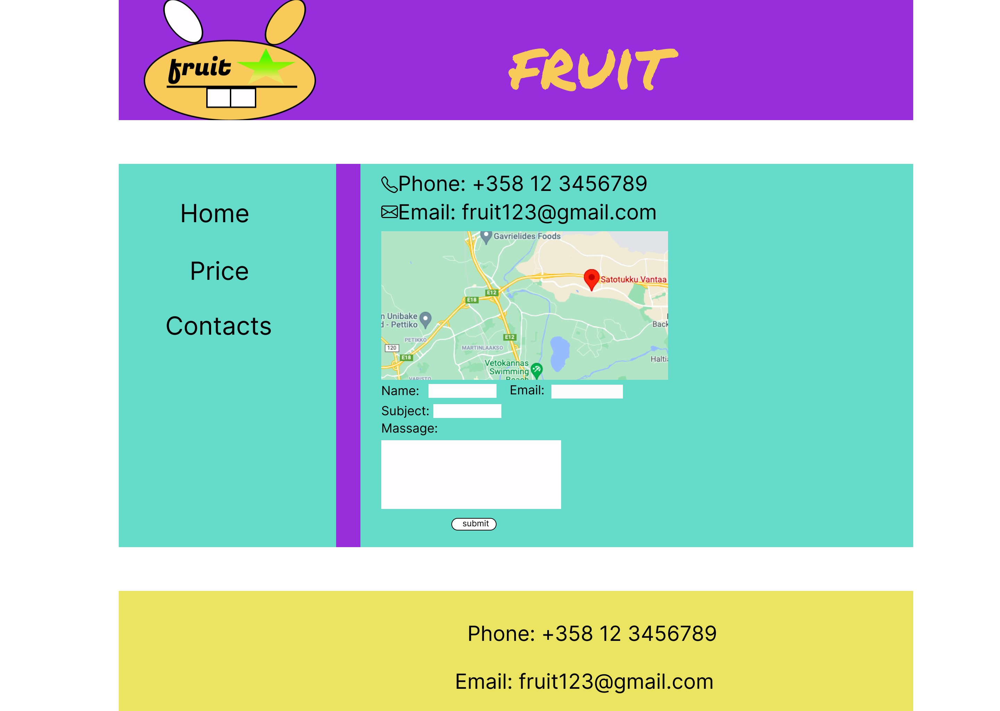 fruit
FRUIT
Home
Price
Contacts
Phone: +358 12 3456789
Email: fruit123@gmail.com
Gavrielides Foods
Satotukku Vantaa
E12
E18
n Unibake
d - Pettiko
Back
PETIKKO
E12
120
MARTINLAAKSO
E18
Haltia
Vetokannas
Swimming
Beach
VARISTO
Name:
Email:
Subject:
Massage:
submit
Phone: +358 12 3456789
Email: fruit123@gmail.com